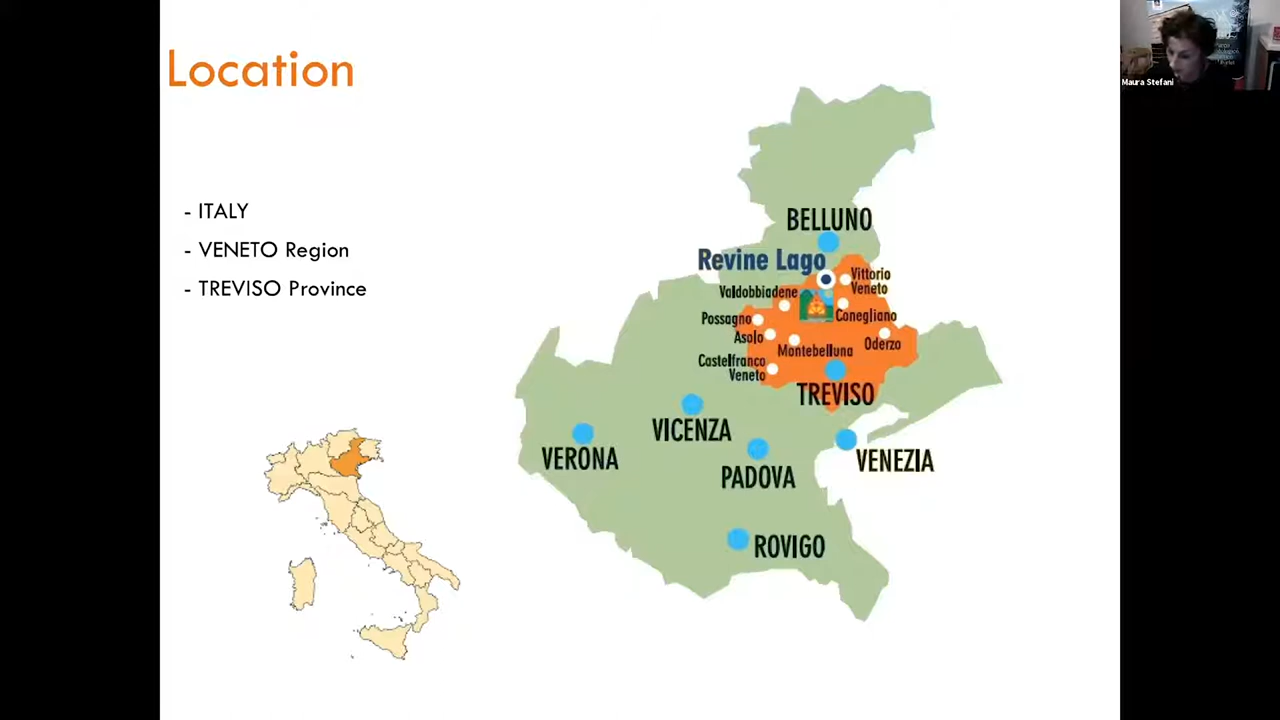 Location
Maura Stefani
- ITALY
- VENETO Region
- TREVISO Province
BELLUNO
Revine Lago
Vittorio
Veneto
Valdobbiadene
Conegliano
Possagno
Asolo
Oderzo
Montebelluna
Castelfranco
Veneto
TREVISO
VICENZA
VERONA
VENEZIA
PADOVA
ROVIGO